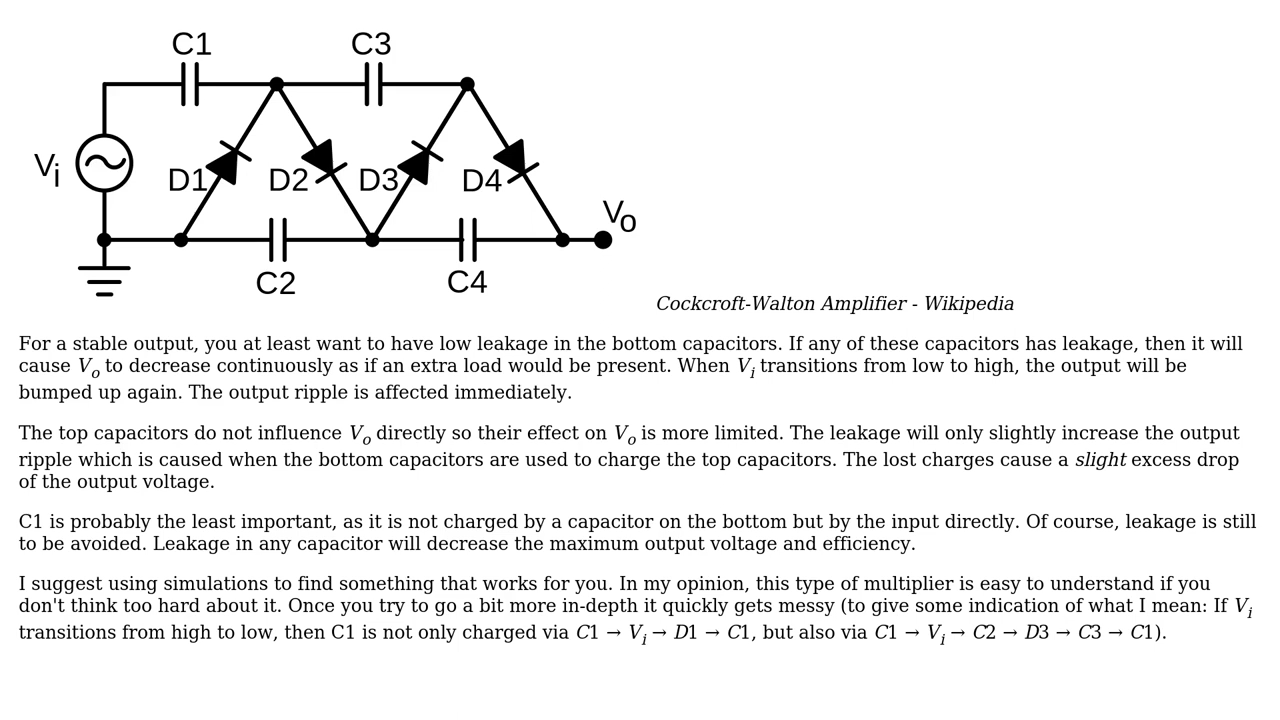 C1 C3
Vi
D1 D2 D3 D4
Vo
C2 C4
Cockcroft-Walton Amplifier - Wikipedia
For a stable output, you at least want to have low leakage in the bottom capacitors. If any of these capacitors has leakage, then it will
cause Vo to decrease continuously as if an extra load would be present. When Vi transitions from low to high, the output will be
bumped up again. The output ripple is affected immediately.
The top capacitors do not influence Vo directly so their effect on Vo is more limited. The leakage will only slightly increase the output
ripple which is caused when the bottom capacitors are used to charge the top capacitors. The lost charges cause a slight excess drop
of the output voltage.
C1 is probably the least important, as it is not charged by a capacitor on the bottom but by the input directly. Of course, leakage is still
to be avoided. Leakage in any capacitor will decrease the maximum output voltage and efficiency.
I suggest using simulations to find something that works for you. In my opinion, this type of multiplier is easy to understand if you
don't think too hard about it. Once you try to go a bit more in-depth it quickly gets messy (to give some indication of what I mean: If Vi
transitions from high to low, then C1 is not only charged via C1 → Vi → D1 → C1, but also via C1 → Vi → C2 → D3 → C3 → C1).